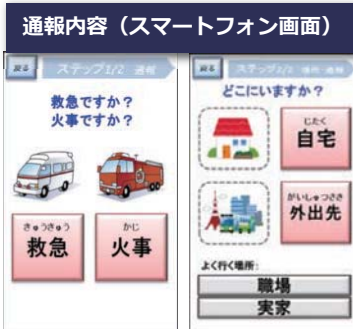 通報内容（スマートフォン画面）
戻る
ステップ1/2 通報
救急ですか？
火事ですか？
きゅうきゅう
救急
かじ
火事
戻る
ステップ1/2
どこにいますか？
じたく
自宅
がいしゅつさき
外出先
よく行く場所:
職場
実家